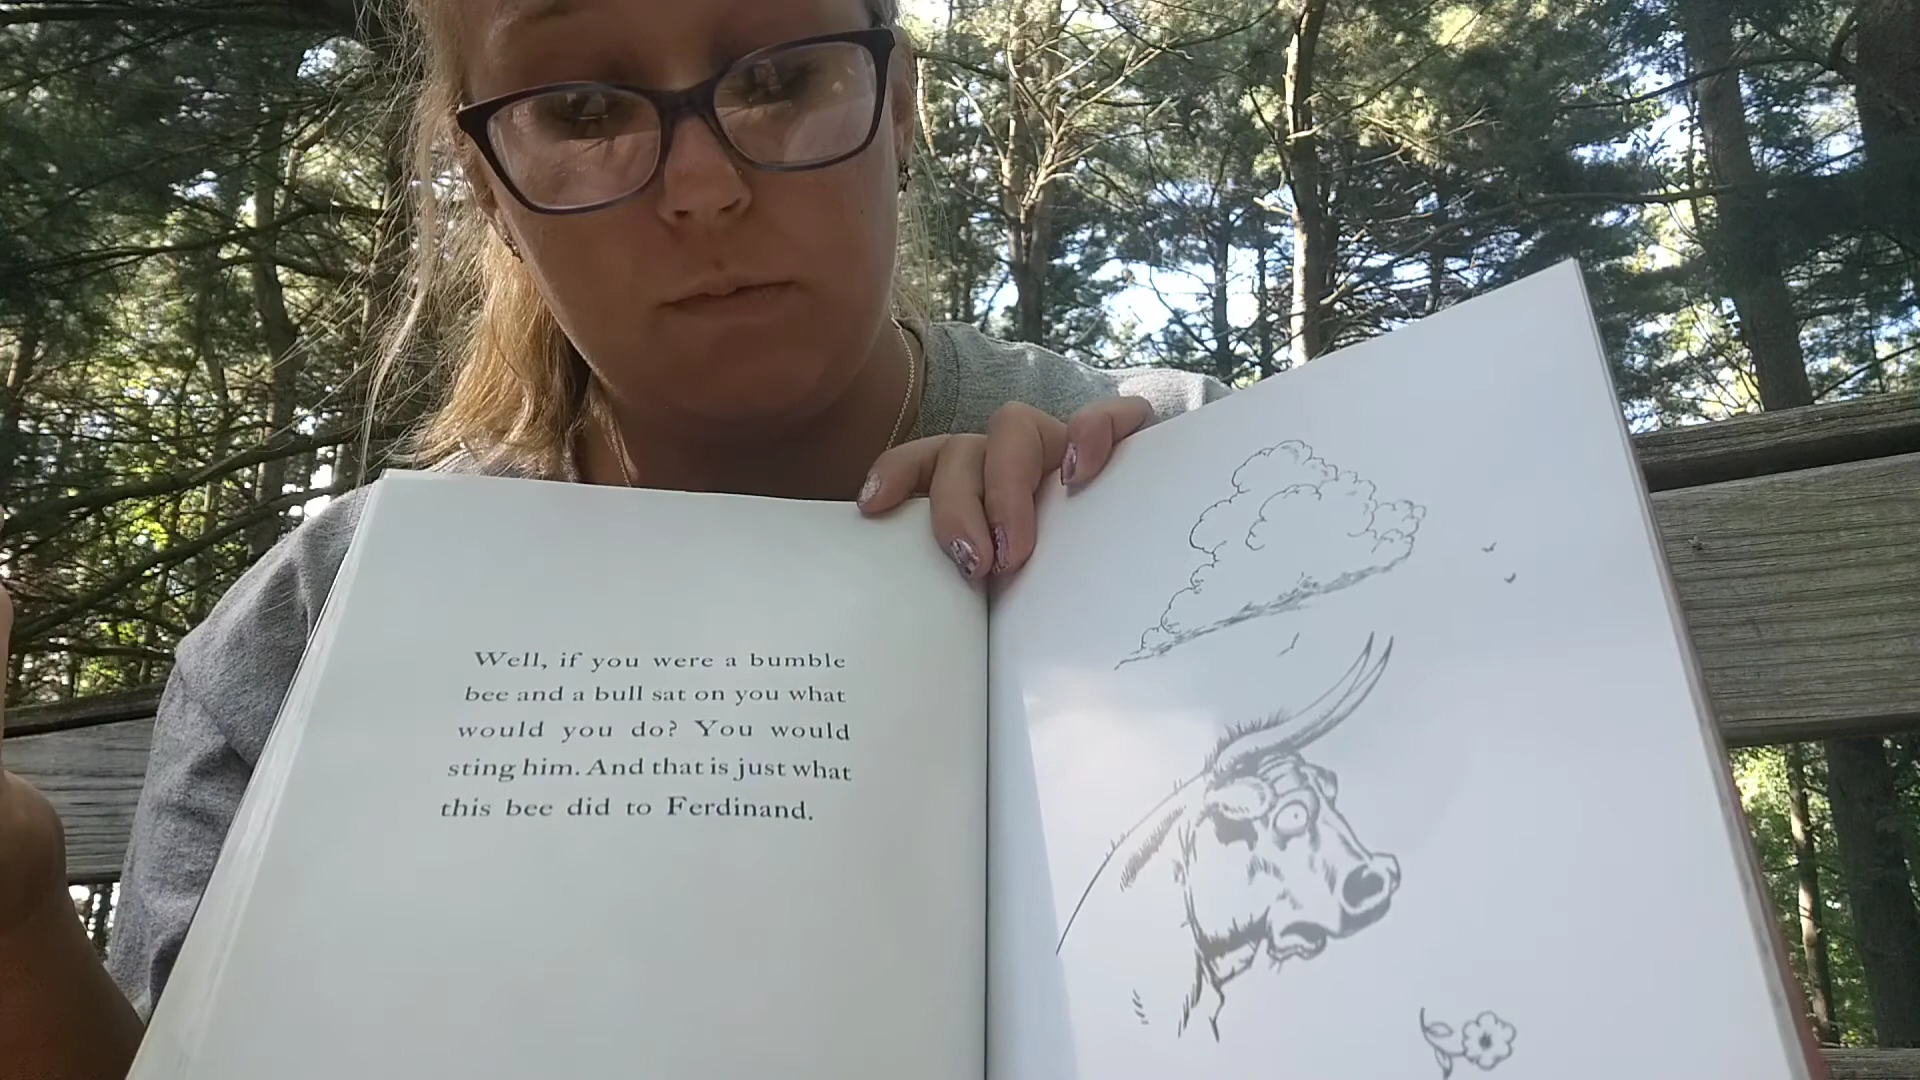 Well, if you were a bumble
bee and a bull sat on you what
would you do? You would
sting him. And that is just what
this bee did to Ferdinand.